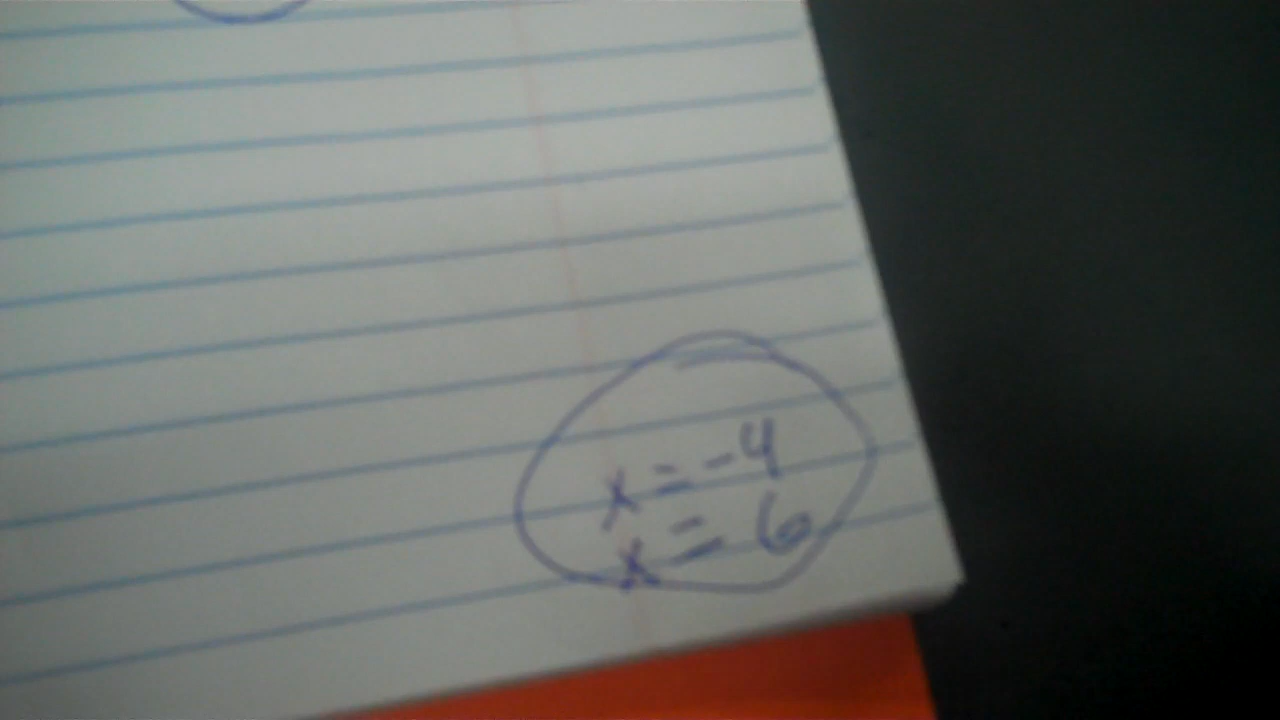 x = -4
x = 6